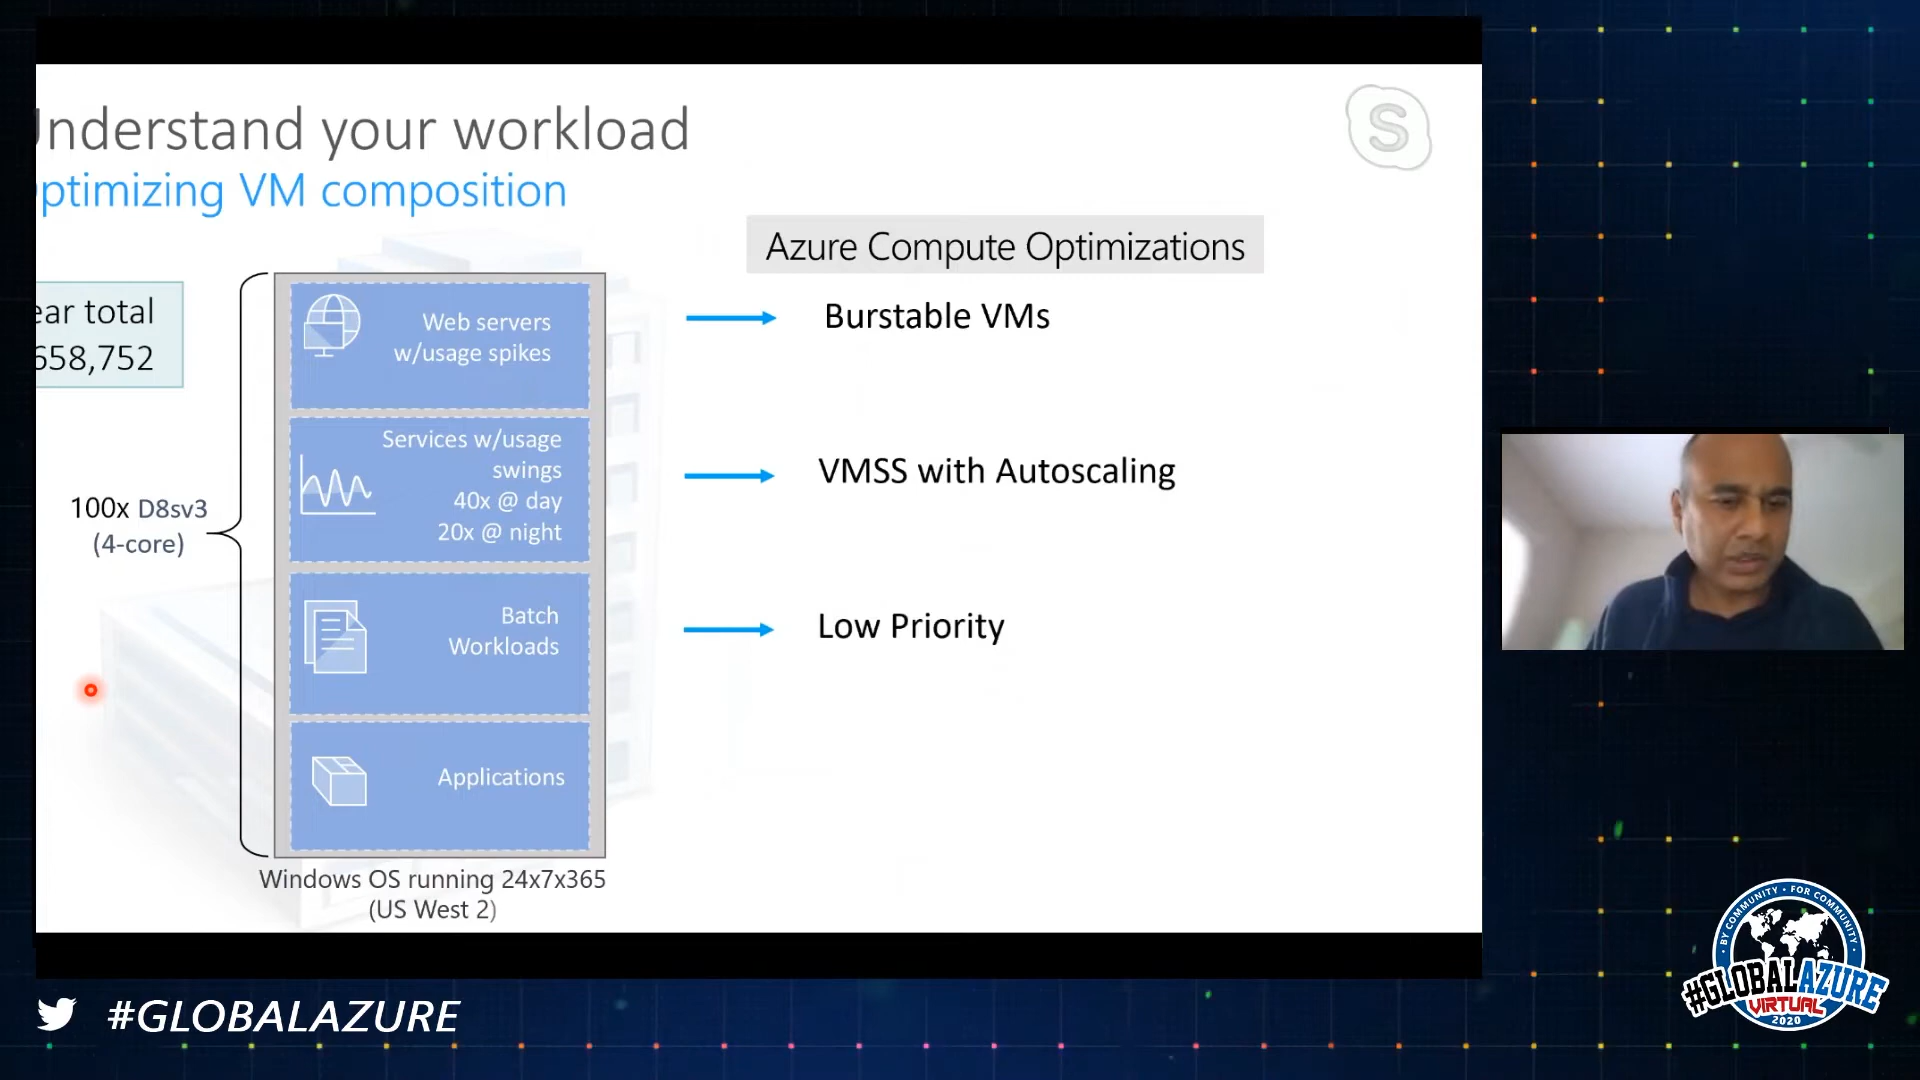 Understand your workload
ptimizing VM composition
Azure Compute Optimizations
ear total
658,752
Web servers
w/usage spikes
Burstable VMs
Services w/usage
swings
40x @ day
20x @ night
VMSS with Autoscaling
100x D8sv3
(4-core)
Batch
Workloads
Low Priority
Applications
Windows OS running 24x7x365
(US West 2)
#GLOBALAZURE
BY COMMUNITY • FOR COMMUNITY
#GLOBALAZURE
VIRTUAL
2020